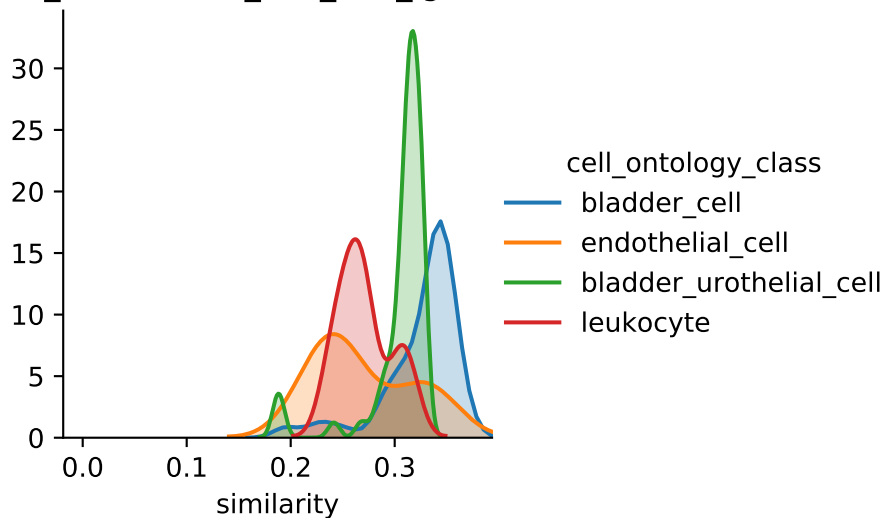 30
25
20
15
10
5
0
0.0 0.1 0.2 0.3
similarity
cell_ontology_class
bladder_cell
endothelial_cell
bladder_urothelial_cell
leukocyte